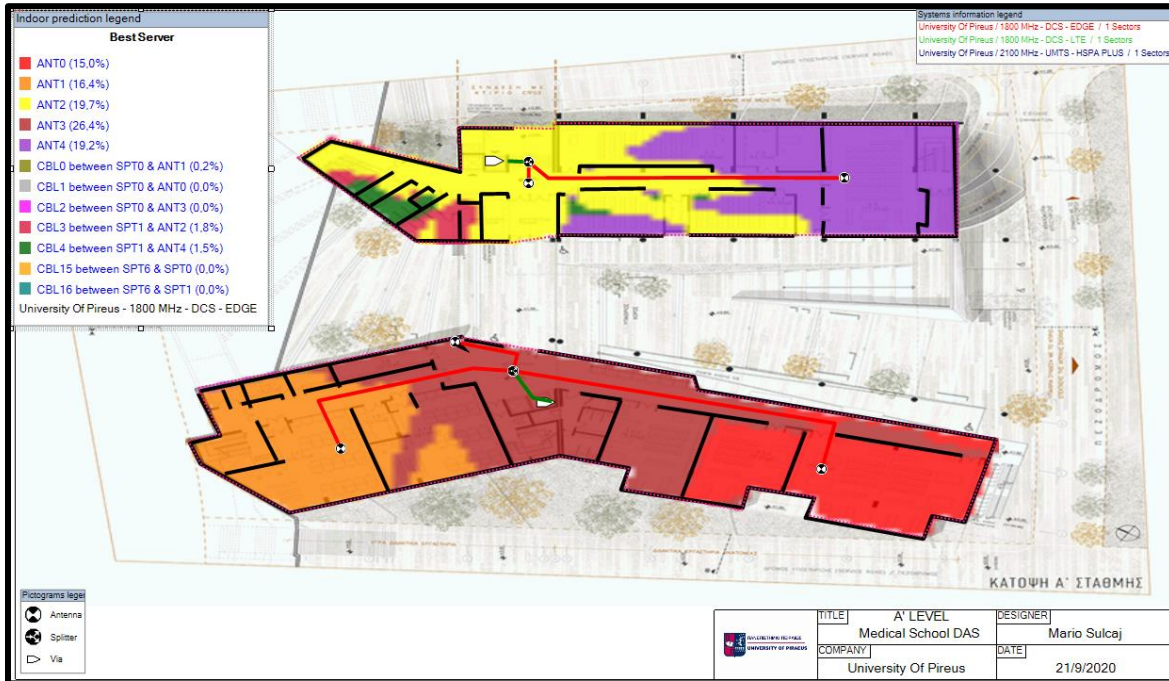 Indoor prediction legend
Best Server
ANT0 (15,0%)
ANT1 (16,4%)
ANT2 (19,7%)
ANT3 (26,4%)
ANT4 (19,2%)
CBL0 between SPT0 & ANT1 (0,2%)
CBL1 between SPT0 & ANT0 (0,0%)
CBL2 between SPT0 & ANT3 (0,0%)
CBL3 between SPT1 & ANT2 (1,8%)
CBL4 between SPT1 & ANT4 (1,5%)
CBL15 between SPT6 & SPT0 (0,0%)
CBL16 between SPT6 & SPT1 (0,0%)
University Of Pireus - 1800 MHz - DCS - EDGE
Systems information legend
University Of Pireus / 1800 MHz - DCS - EDGE / 1 Sectors
University Of Pireus / 1800 MHz - DCS - LTE / 1 Sectors
University Of Pireus / 2100 MHz - UMTS - HSPA PLUS / 1 Sectors
ΠΕΖΟΔΡΟΜΟΣ
ΚΑΤΟΨΗ Α' ΣΤΑΘΜΗΣ
Pictograms leger
Antenna
Splitter
Via
UNIVERSITY OF PIRAEUS
TITLE
A' LEVEL
Medical School DAS
DESIGNER
Mario Sulcaj
COMPANY
University Of Pireus
DATE
21/9/2020